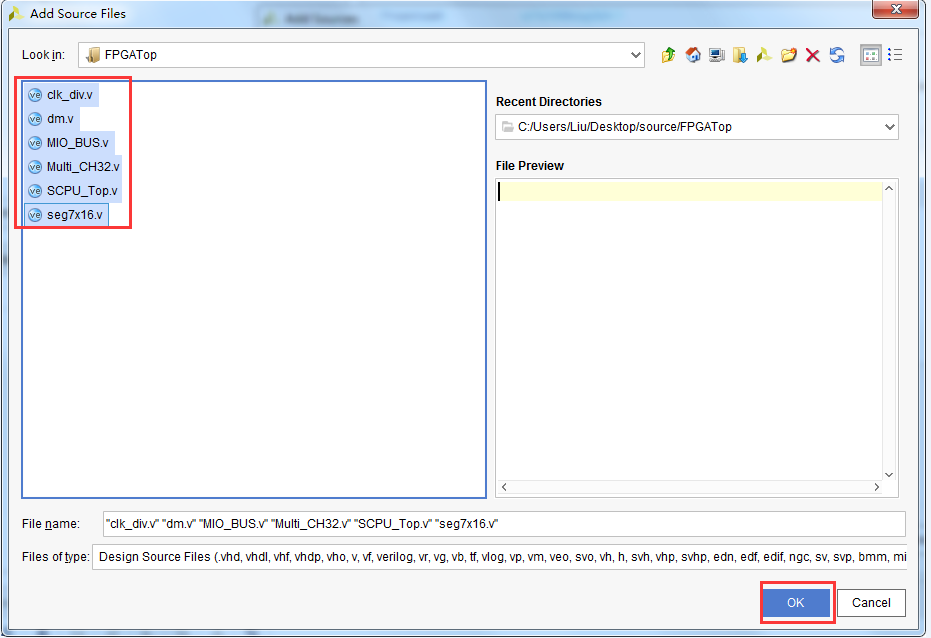 Add Source Files
Look in: FPGATop
clk_div.v
dm.v
MIO_BUS.v
Multi_CH32.v
SCPU_Top.v
seg7x16.v
Recent Directories
C:/Users/Liu/Desktop/source/FPGATop
File Preview
File name: "clk_div.v" "dm.v" "MIO_BUS.v" "Multi_CH32.v" "SCPU_Top.v" "seg7x16.v"
Files of type: Design Source Files (.vhd, vhdl, vhf, vhdp, vho, v, vf, verilog, vr, vg, vb, tf, vlog, vp, vm, veo, svo, vh, h, svh, vhp, svhp, edn, edf, edif, ngc, sv, svp, bmm, mi
OK Cancel